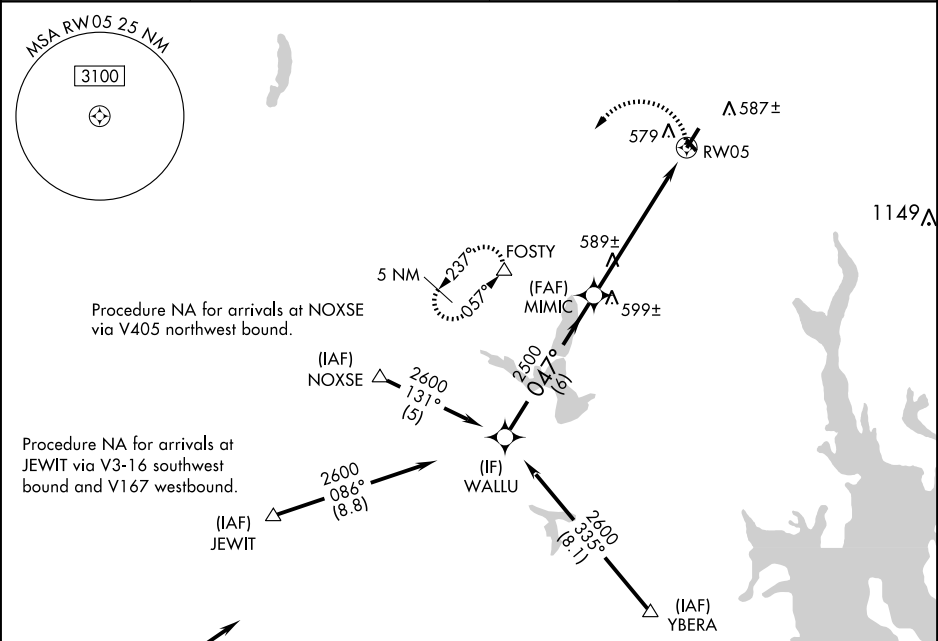 MSA RW05 25 NM
3100
587±
579
RW05
1149
589±
FOSTY
237°
057°
5 NM
(FAF)
MIMIC
599±
Procedure NA for arrivals at NOXSE
via V405 northwest bound.
(IAF)
NOXSE
2600
131°
(5)
2500
047°
(6)
(IF)
WALLU
Procedure NA for arrivals at
JEWIT via V3-16 southwest
bound and V167 westbound.
2600
086°
(8.8)
(IAF)
JEWIT
2600
335°
(8.1)
(IAF)
YBERA